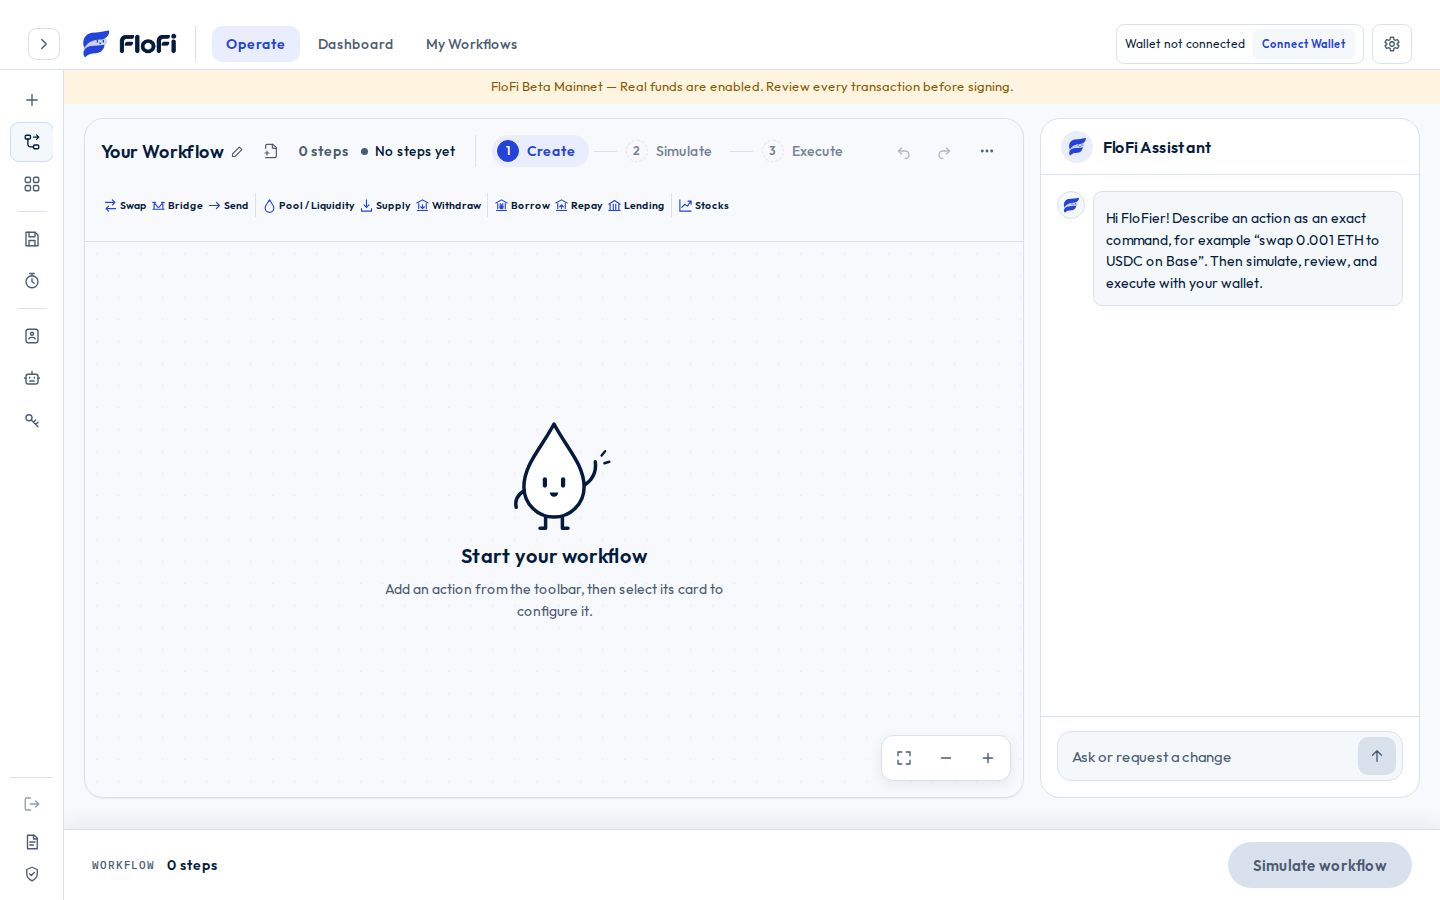 FloFi
Operate
Dashboard
My Workflows
Wallet not connected
Connect Wallet
FloFi Beta Mainnet — Real funds are enabled. Review every transaction before signing.
Your Workflow
0 steps
No steps yet
1 Create
2 Simulate
3 Execute
Swap
Bridge
Send
Pool / Liquidity
Supply
Withdraw
Borrow
Repay
Lending
Stocks
Start your workflow
Add an action from the toolbar, then select its card to
configure it.
FloFi Assistant
Hi FloFier! Describe an action as an exact
command, for example “swap 0.001 ETH to
USDC on Base”. Then simulate, review, and
execute with your wallet.
Ask or request a change
WORKFLOW 0 steps
Simulate workflow